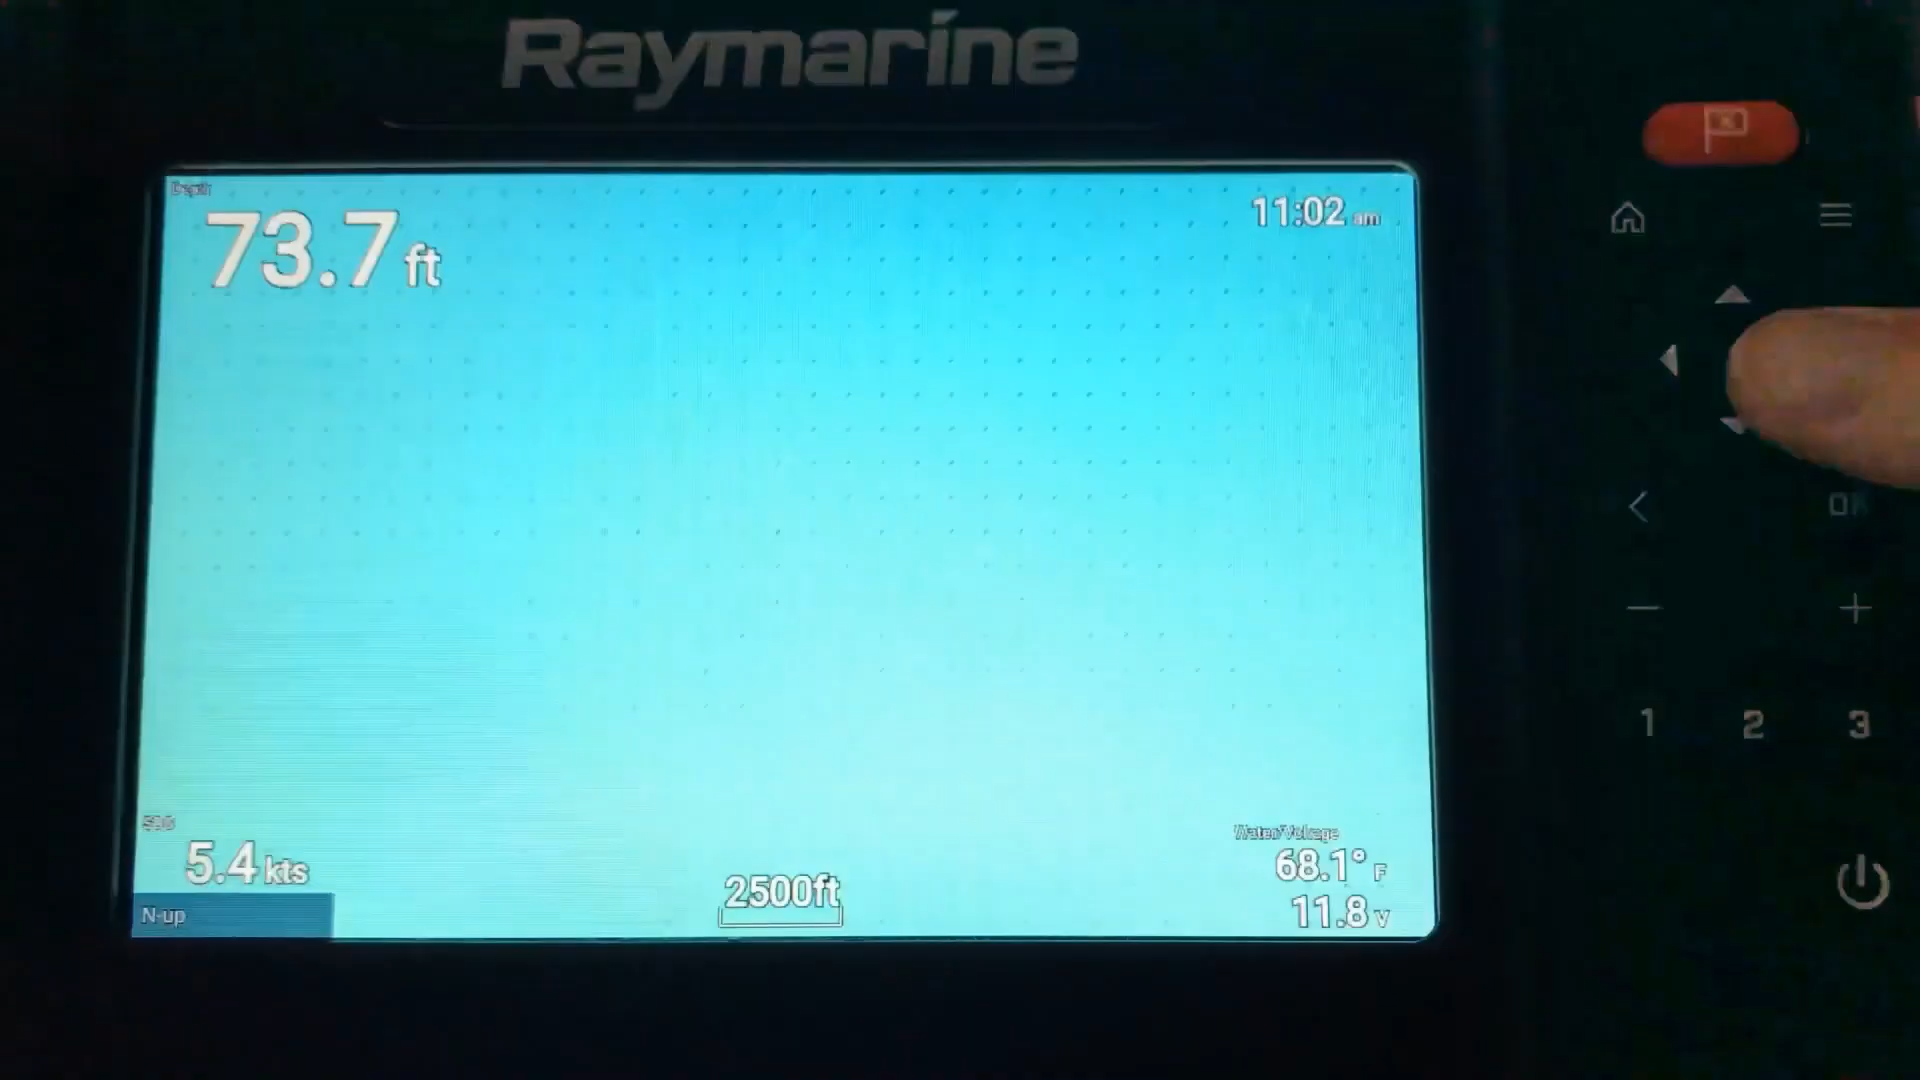 Raymarine
Depth
73.7 ft
11:02 am
OK
1 2 3
SOG
5.4 kts
Water/Voltage
68.1° F
2500ft
11.8 V
N-up